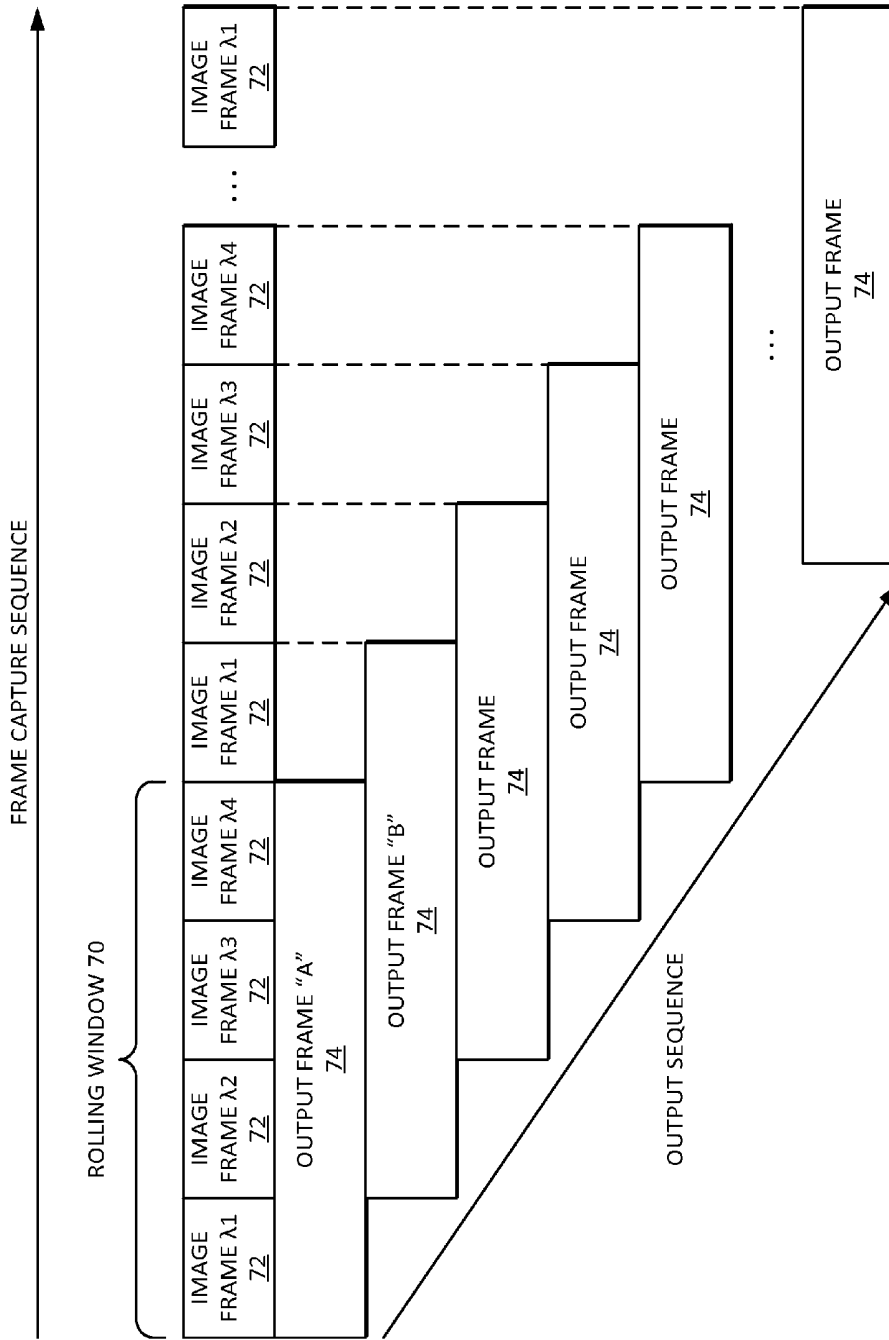 FRAME CAPTURE SEQUENCE
ROLLING WINDOW 70
IMAGE
FRAME λ1
72
IMAGE
FRAME λ2
72
IMAGE
FRAME λ3
72
IMAGE
FRAME λ4
72
IMAGE
FRAME λ1
72
IMAGE
FRAME λ2
72
IMAGE
FRAME λ3
72
IMAGE
FRAME λ4
72
...
IMAGE
FRAME λ1
72
OUTPUT FRAME “A”
74
OUTPUT FRAME “B”
74
OUTPUT FRAME
74
OUTPUT FRAME
74
OUTPUT FRAME
74
...
OUTPUT FRAME
74
OUTPUT SEQUENCE